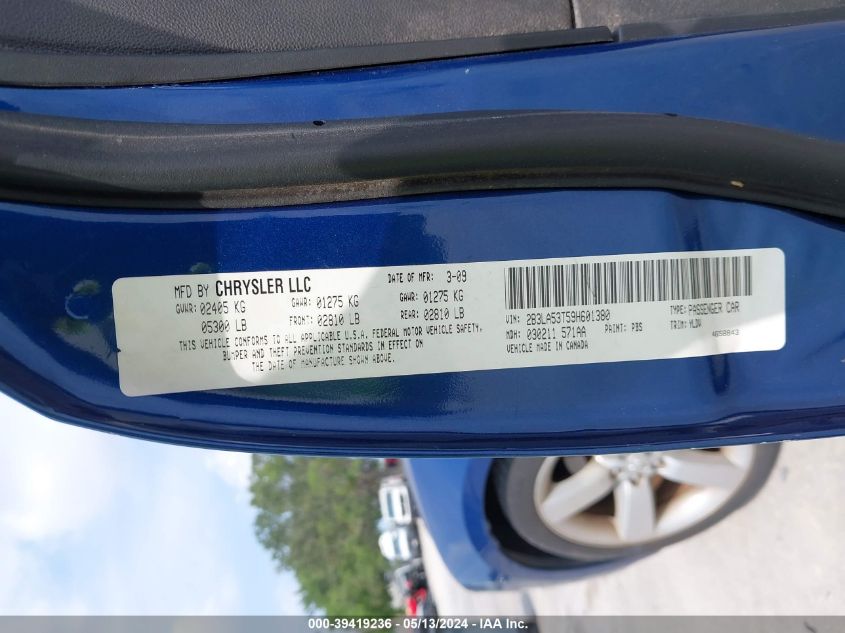 MFD BY CHRYSLER LLC DATE OF MFR: 3-09
GVWR: 02405 KG GAWR: 01275 KG GAWR: 01275 KG
05300 LB FRONT: 02810 LB REAR: 02810 LB
THIS VEHICLE CONFORMS TO ALL APPLICABLE U.S.A. FEDERAL MOTOR VEHICLE SAFETY,
BUMPER AND THEFT PREVENTION STANDARDS IN EFFECT ON
THE DATE OF MANUFACTURE SHOWN ABOVE.
VIN: 2B3LA53T59H601380 TYPE: PASSENGER CAR
MDH: 030211 571AA PAINT: PBS TRIM: HLDV
VEHICLE MADE IN CANADA 4658843
000-39419236 - 05/13/2024 - IAA Inc.